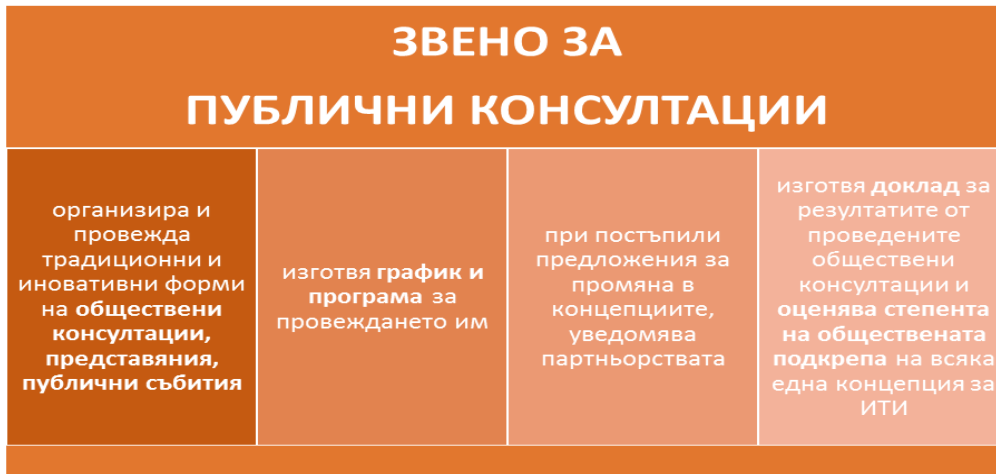 ЗВЕНО ЗА
ПУБЛИЧНИ КОНСУЛТАЦИИ
организира и
провежда
традиционни и
иновативни форми
на обществени
консултации,
представяния,
публични събития
изготвя график и
програма за
провеждането им
при постъпили
предложения за
промяна в
концепциите,
уведомява
партньорствата
изготвя доклад за
резултатите от
проведените
обществени
консултации и
оценява степента
на обществената
подкрепа на всяка
една концепция за
ИТИ